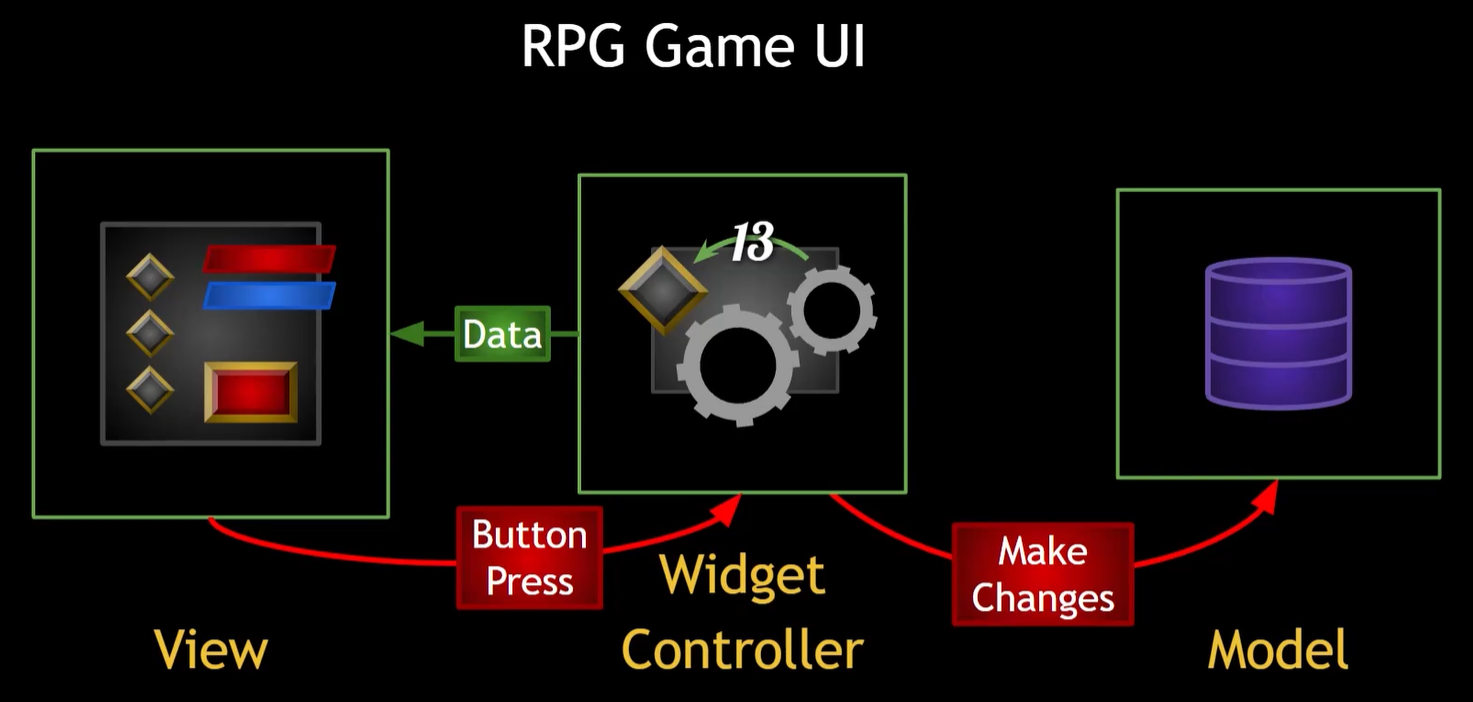 RPG Game UI
13
Data
Button
Press
Make
Changes
View
Widget
Controller
Model